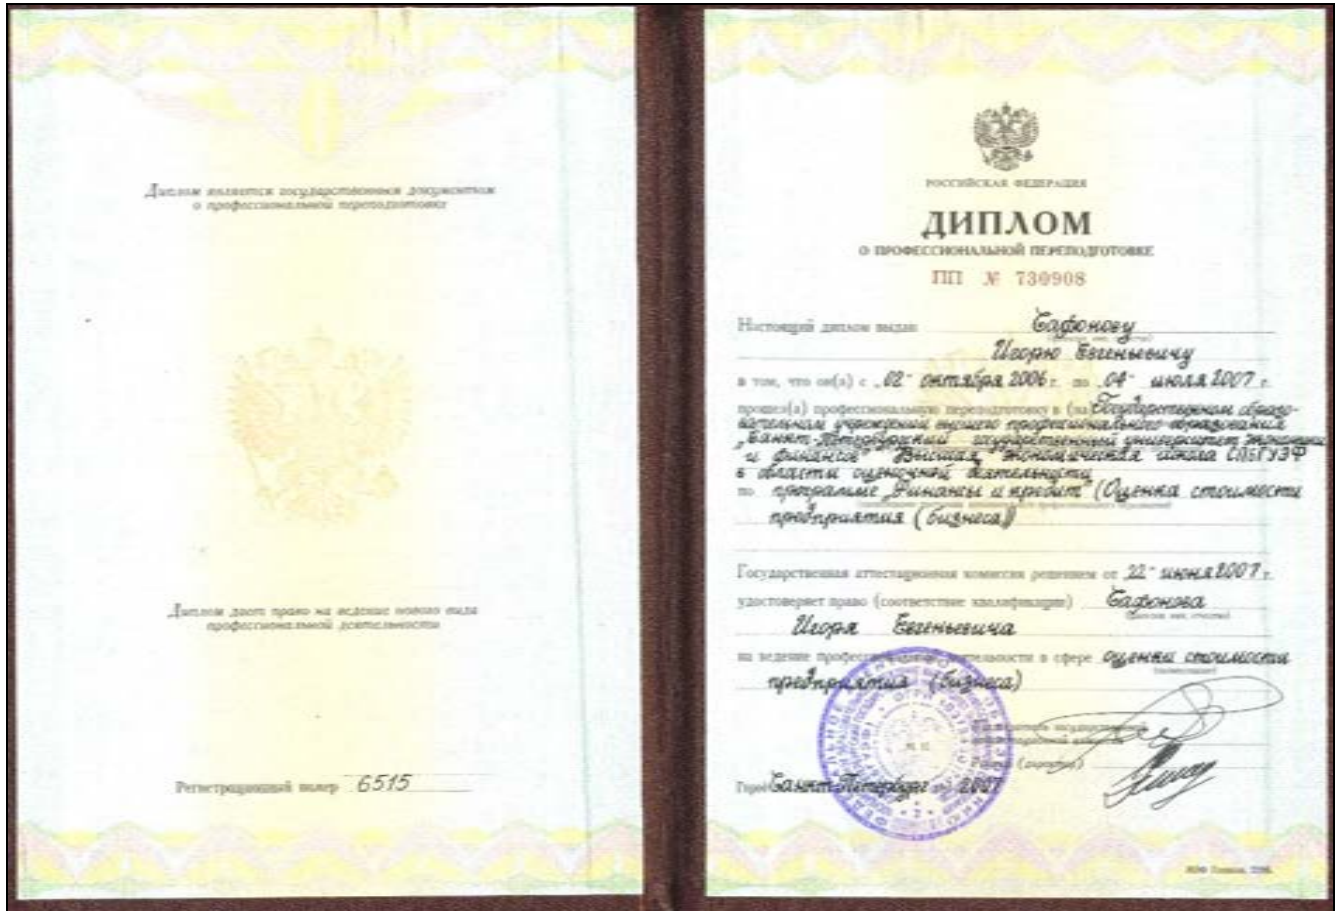 Диплом является государственным документом
о профессиональной переподготовке
Диплом дает право на ведение нового вида
профессиональной деятельности
Регистрационный номер 6515
РОССИЙСКАЯ ФЕДЕРАЦИЯ
ДИПЛОМ
О ПРОФЕССИОНАЛЬНОЙ ПЕРЕПОДГОТОВКЕ
ПП № 730908
Настоящий диплом выдан Сафонову
Игорю Евгеньевичу
в том, что он(а) с „02" октября 2006 г. по „04" июля 2007 г.
прошел(а) профессиональную переподготовку в (на) Государственном образо-
вательном учреждении высшего профессионального образования
„Санкт-Петербургский государственный университет экономики
и финансов" Высшая экономическая школа СПбГУЭФ
в области оценочной деятельности
по программе „Финансы и кредит" (Оценка стоимости
предприятия (бизнеса))
Государственная аттестационная комиссия решением от „22" июня 2007 г.
удостоверяет право (соответствие квалификации) Сафонова
(фамилия, имя, отчество)
Игоря Евгеньевича
на ведение профессиональной деятельности в сфере оценки стоимости
предприятия (бизнеса)
Город Санкт-Петербург 2007